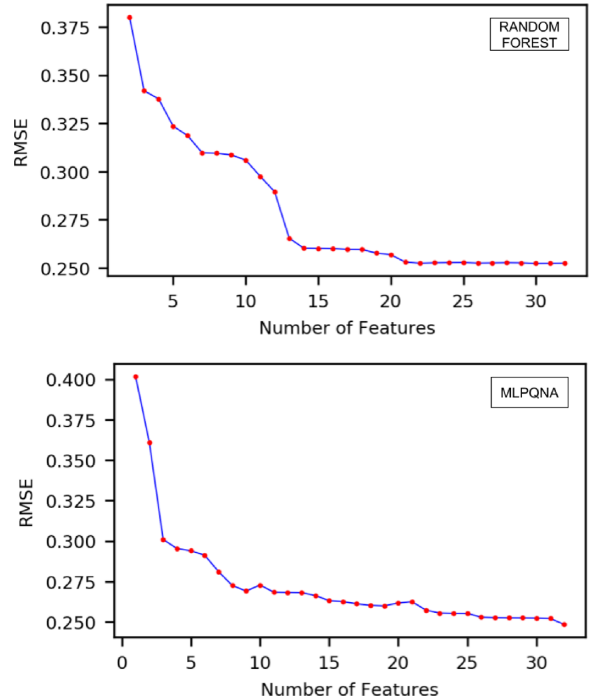 RANDOM
FOREST
0.375
0.350
0.325
0.300
0.275
0.250
RMSE
5 10 15 20 25 30
Number of Features
MLPQNA
0.400
0.375
0.350
0.325
0.300
0.275
0.250
RMSE
0 5 10 15 20 25 30
Number of Features